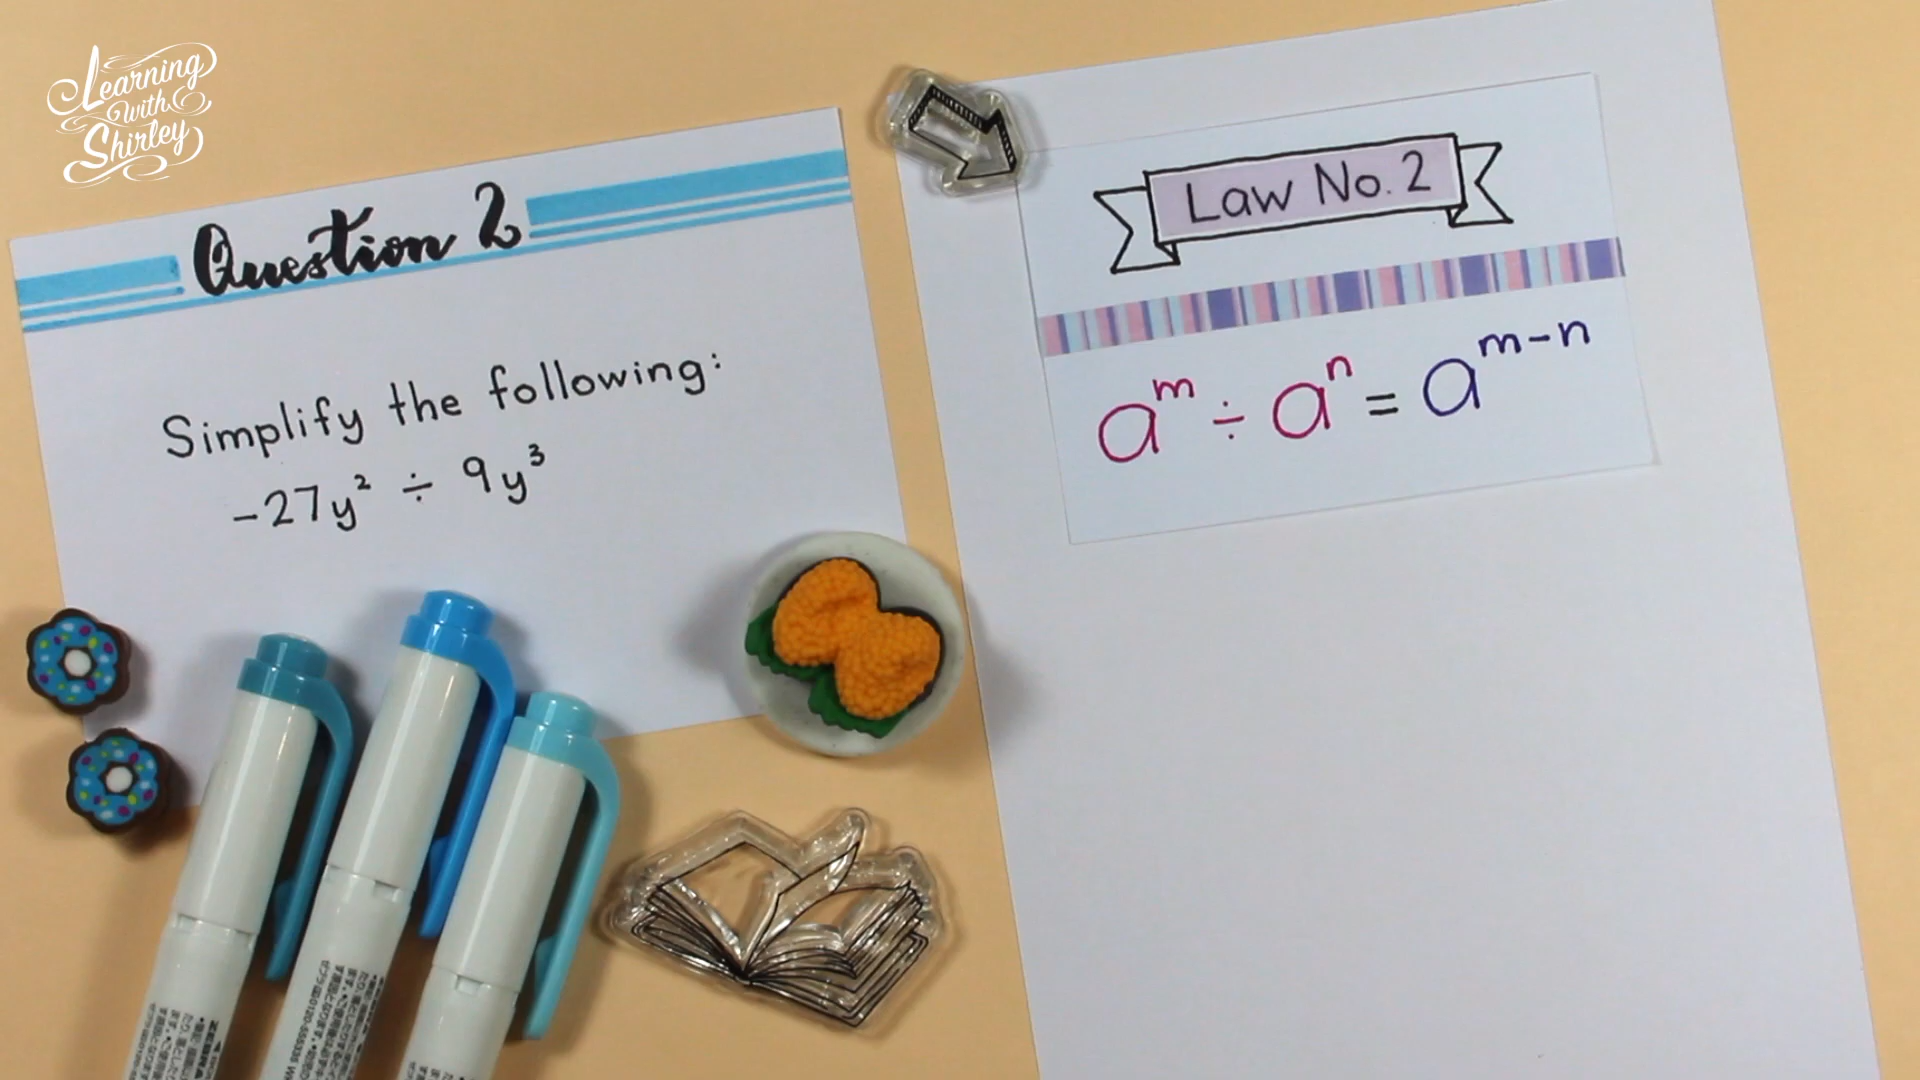 Learning
With
Shirley
Question 2
Simplify the following:
-27y² ÷ 9y³
Law No. 2
aᵐ ÷ aⁿ = aᵐ⁻ⁿ